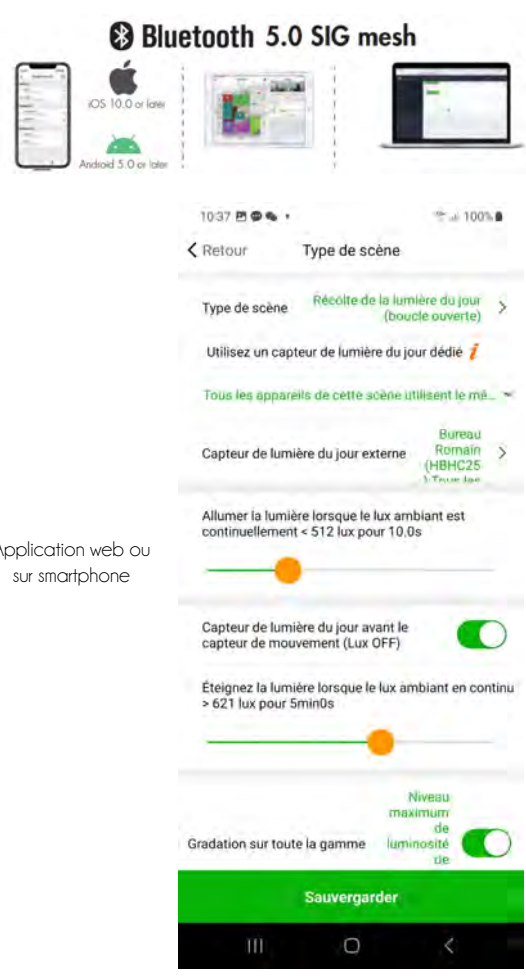 Bluetooth 5.0 SIG mesh
iOS 10.0 or later
Android 5.0 or later
10:37
100%
Retour
Type de scène
Type de scène
Récolte de la lumière du jour
(boucle ouverte)
Utilisez un capteur de lumière du jour dédié i
Tous les appareils de cette scène utilisent le mê...
Capteur de lumière du jour externe
Bureau
Romain
(HBHC25
Allumer la lumière lorsque le lux ambiant est
continuellement < 512 lux pour 10.0s
Application web ou
sur smartphone
Capteur de lumière du jour avant le
capteur de mouvement (Lux OFF)
Éteignez la lumière lorsque le lux ambiant en continu
> 621 lux pour 5min0s
Gradation sur toute la gamme
Niveau
maximum
de
luminosité
de
Sauvergarder